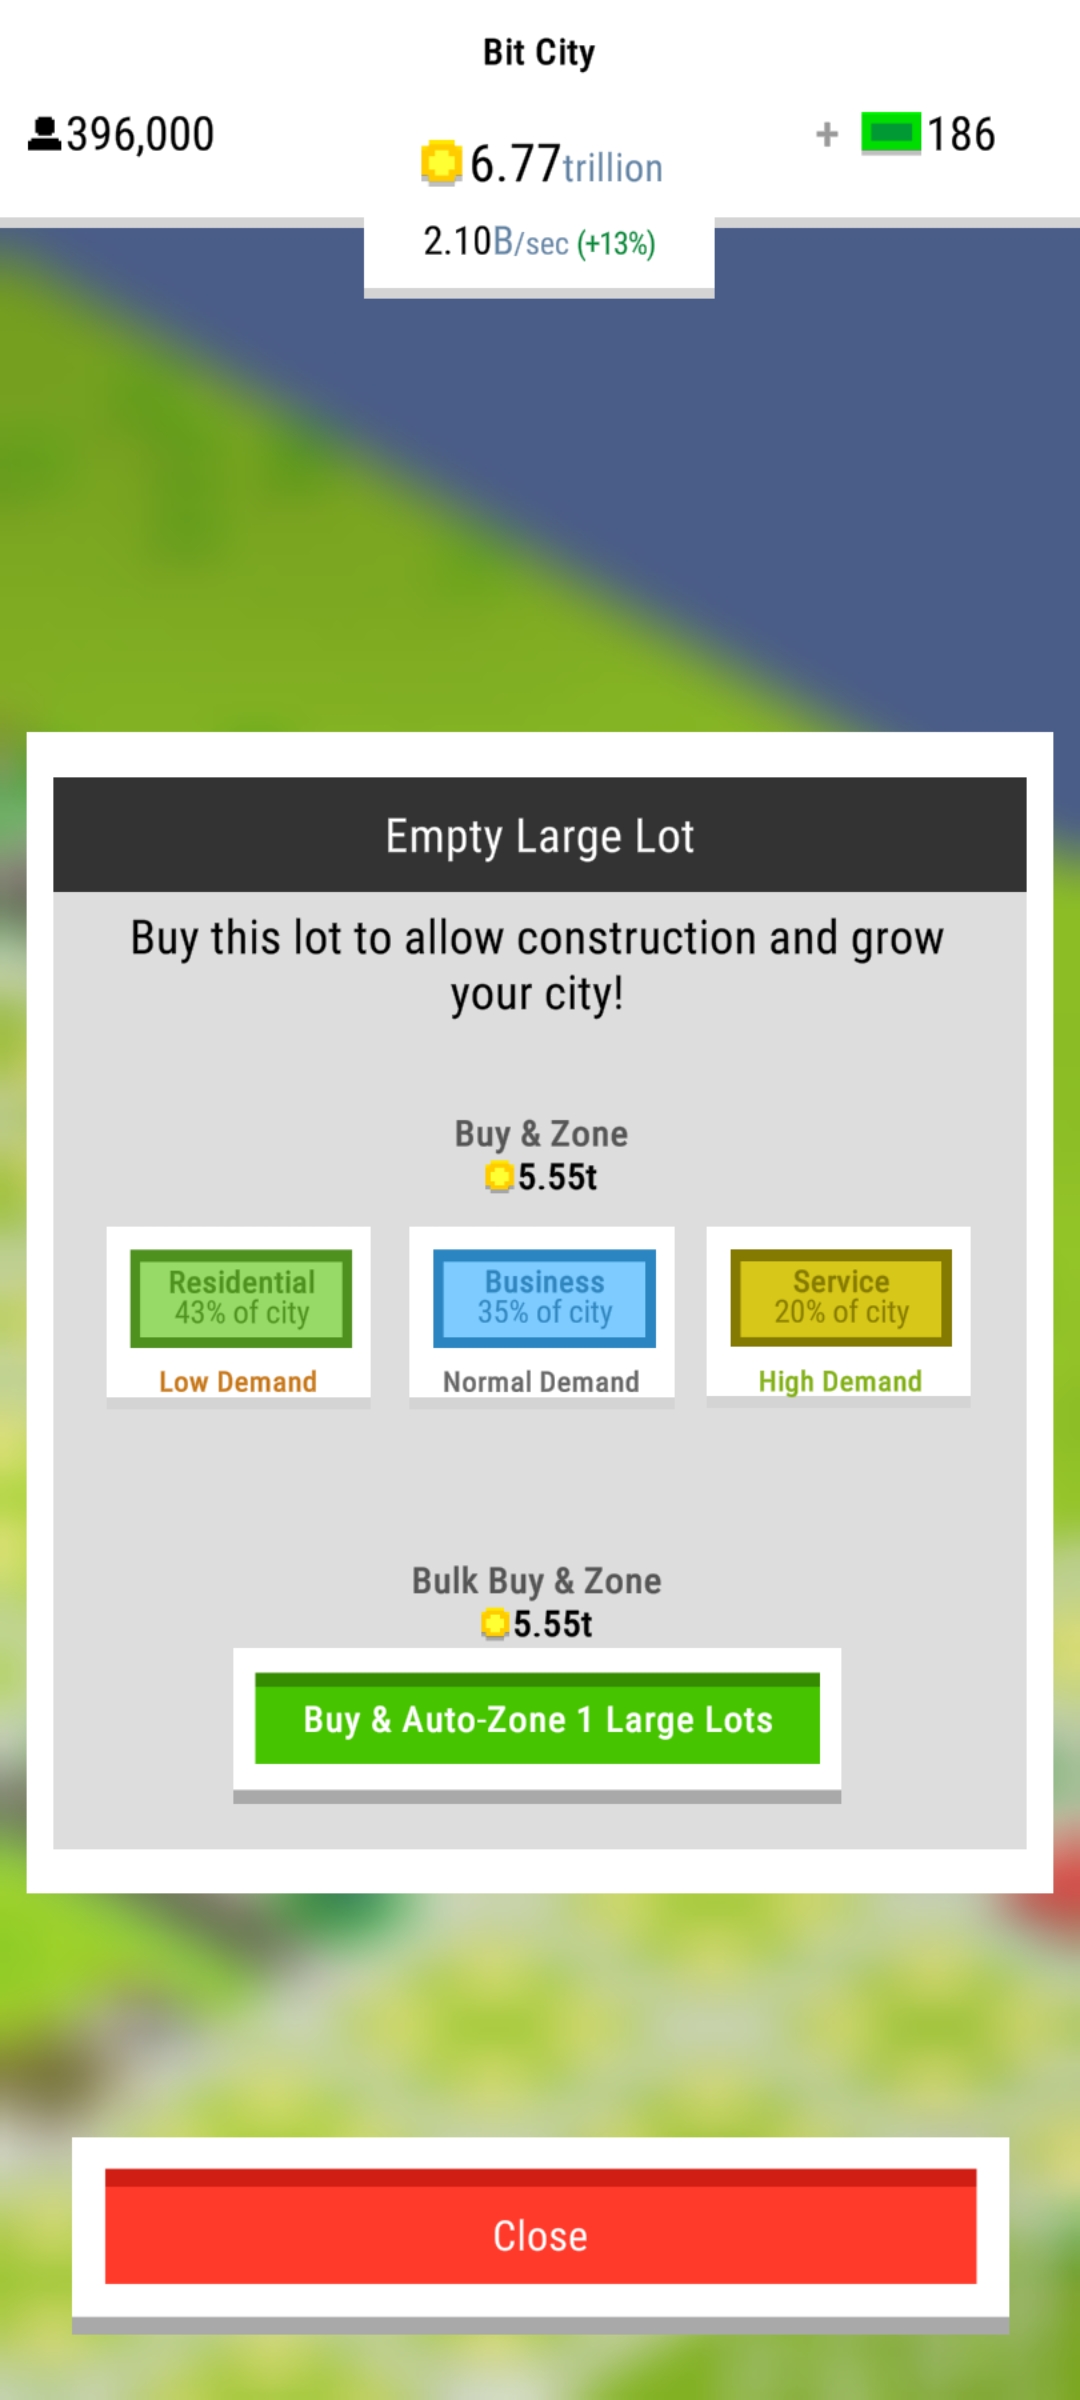 Bit City
396,000
6.77trillion
+ 186
2.10B/sec (+13%)
Empty Large Lot
Buy this lot to allow construction and grow
your city!
Buy & Zone
5.55t
Residential
43% of city
Low Demand
Business
35% of city
Normal Demand
Service
20% of city
High Demand
Bulk Buy & Zone
5.55t
Buy & Auto-Zone 1 Large Lots
Close